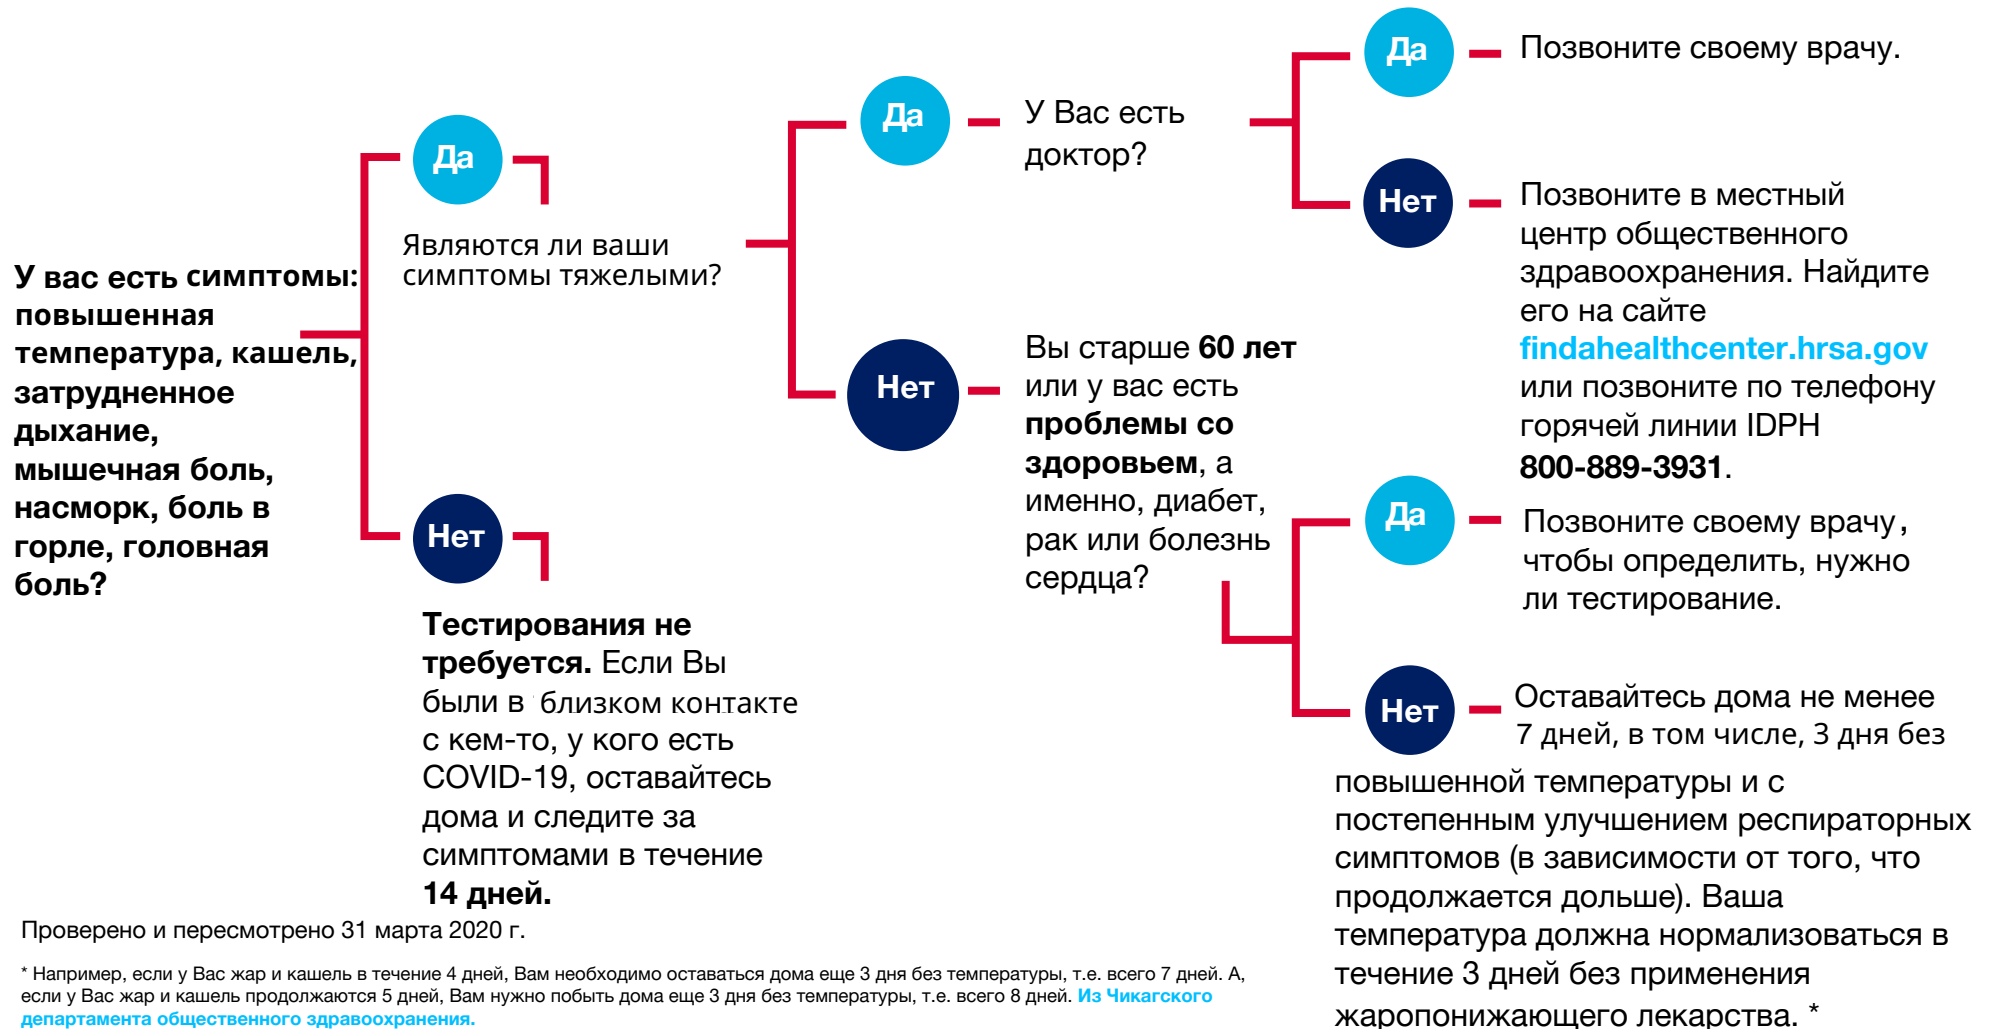 У вас есть симптомы:
повышенная
температура, кашель,
затрудненное
дыхание,
мышечная боль,
насморк, боль в
горле, головная
боль?
Да
Являются ли ваши
симптомы тяжелыми?
Нет
Тестирования не
требуется. Если Вы
были в близком контакте
с кем-то, у кого есть
COVID-19, оставайтесь
дома и следите за
симптомами в течение
14 дней.
Да
У Вас есть
доктор?
Нет
Вы старше 60 лет
или у вас есть
проблемы со
здоровьем, а
именно, диабет,
рак или болезнь
сердца?
Да
Позвоните своему врачу.
Нет
Позвоните в местный
центр общественного
здравоохранения. Найдите
его на сайте
findahealthcenter.hrsa.gov
или позвоните по телефону
горячей линии IDPH
800-889-3931.
Да
Позвоните своему врачу,
чтобы определить, нужно
ли тестирование.
Нет
Оставайтесь дома не менее
7 дней, в том числе, 3 дня без
повышенной температуры и с
постепенным улучшением респираторных
симптомов (в зависимости от того, что
продолжается дольше). Ваша
температура должна нормализоваться в
течение 3 дней без применения
жаропонижающего лекарства. *
Проверено и пересмотрено 31 марта 2020 г.
* Например, если у Вас жар и кашель в течение 4 дней, Вам необходимо оставаться дома еще 3 дня без температуры, т.е. всего 7 дней. А,
если у Вас жар и кашель продолжаются 5 дней, Вам нужно побыть дома еще 3 дня без температуры, т.е. всего 8 дней. Из Чикагского
департамента общественного здравоохранения.